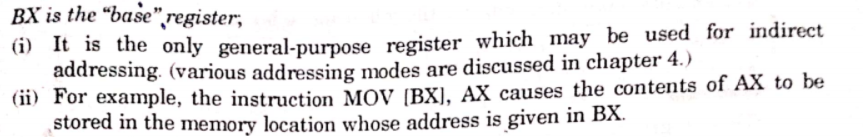 BX is the “base” register;
(i) It is the only general-purpose register which may be used for indirect
addressing. (various addressing modes are discussed in chapter 4.)
(ii) For example, the instruction MOV [BX], AX causes the contents of AX to be
stored in the memory location whose address is given in BX.